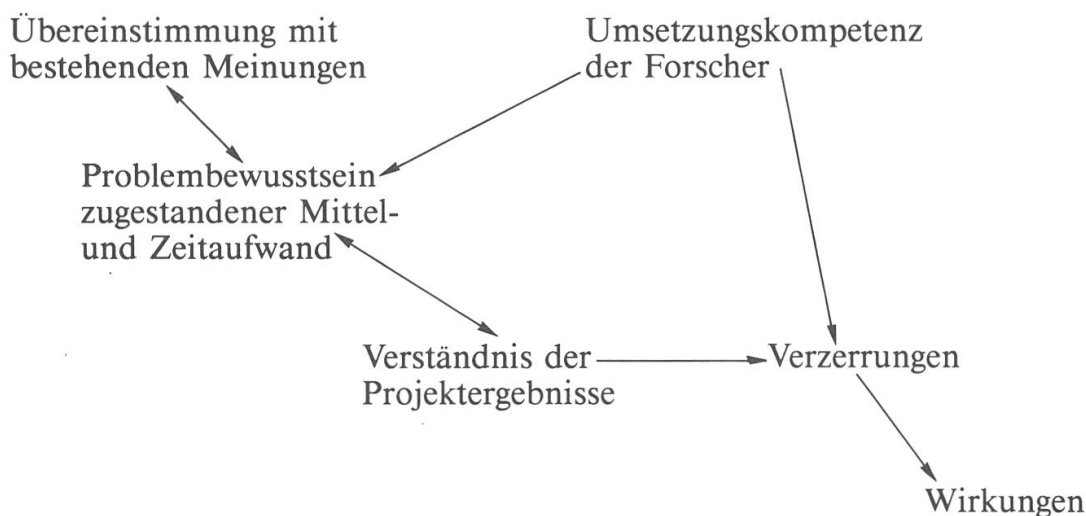 Übereinstimmung mit
bestehenden Meinungen
Umsetzungskompetenz
der Forscher
Problembewusstsein
zugestandener Mittel-
und Zeitaufwand
Verständnis der
Projektergebnisse
Verzerrungen
Wirkungen